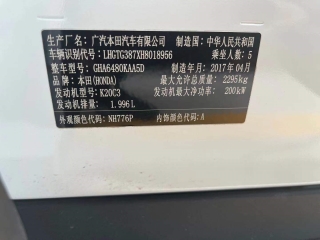 生产厂名:广汽本田汽车有限公司 制造国:中华人民共和国
车辆识别代号:LHGTG387XH8018956 乘坐人数:5
整车型号:GHA6480KAA5D 制造年月:2017年04月
品牌:本田(HONDA) 最大允许总质量:2295kg
发动机型号:K20C3 发动机最大净功率:200kW
发动机排量:1.996L
外观颜色代码:NH776P 内饰颜色代码:A